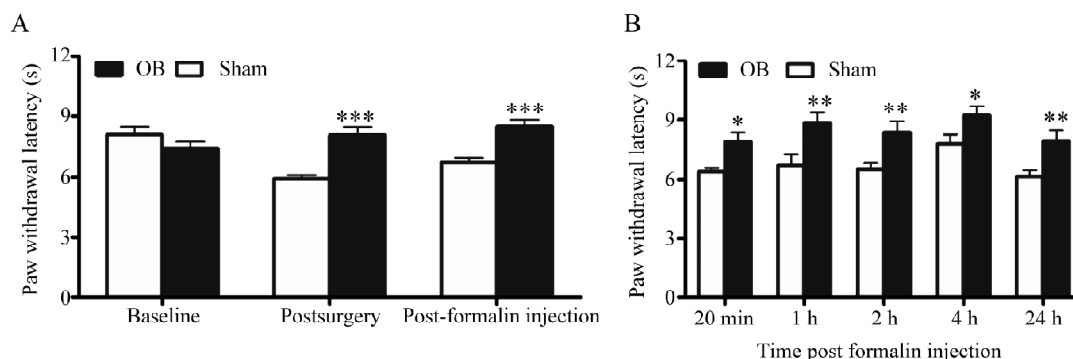 A
Paw withdrawal latency (s)
12
9
6
3
0
OB
Sham
***
***
Baseline
Postsurgery
Post-formalin injection
B
Paw withdrawal latency (s)
12
9
6
3
0
OB
Sham
*
**
**
*
**
20 min
1 h
2 h
4 h
24 h
Time post formalin injection